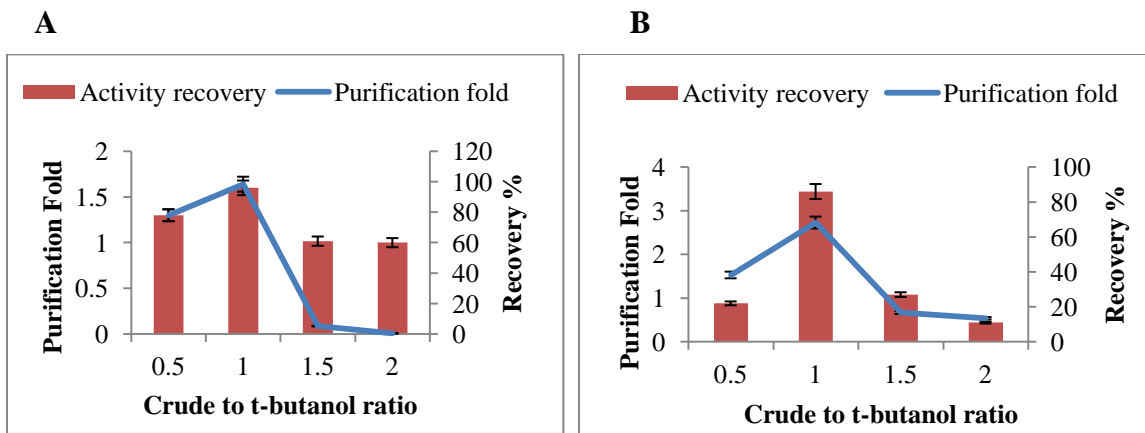 A
B
Activity recovery Purification fold
Purification Fold
2
1.5
1
0.5
0
120
100
80
60
40
20
0
Recovery %
0.5 1 1.5 2
Crude to t-butanol ratio
Activity recovery Purification fold
Purification Fold
4
3
2
1
0
100
80
60
40
20
0
Recovery %
0.5 1 1.5 2
Crude to t-butanol ratio